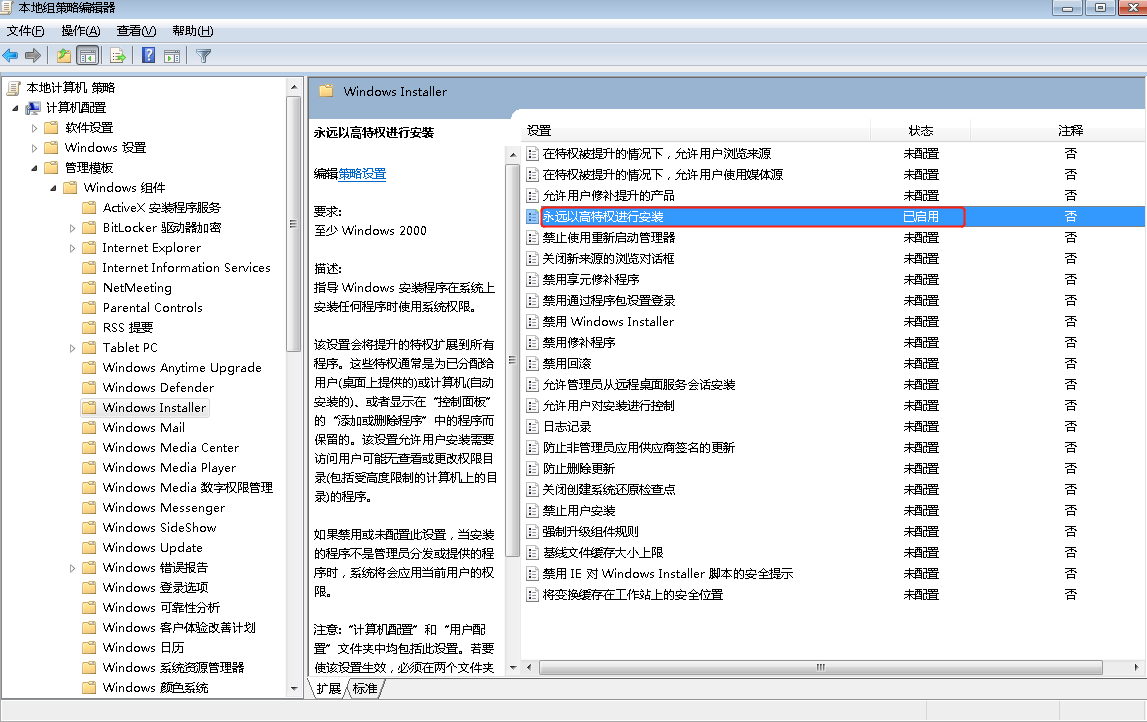 本地组策略编辑器
文件(F) 操作(A) 查看(V) 帮助(H)
本地计算机 策略
计算机配置
软件设置
Windows 设置
管理模板
Windows 组件
ActiveX 安装程序服务
BitLocker 驱动器加密
Internet Explorer
Internet Information Services
NetMeeting
Parental Controls
RSS 提要
Tablet PC
Windows Anytime Upgrade
Windows Defender
Windows Installer
Windows Mail
Windows Media Center
Windows Media Player
Windows Media 数字权限管理
Windows Messenger
Windows SideShow
Windows Update
Windows 错误报告
Windows 登录选项
Windows 可靠性分析
Windows 客户体验改善计划
Windows 日历
Windows 系统资源管理器
Windows 颜色系统
Windows Installer
永远以高特权进行安装
编辑策略设置
要求:
至少 Windows 2000
描述:
指导 Windows 安装程序在系统上
安装任何程序时使用系统权限。
该设置会将提升的特权扩展到所有
程序。这些特权通常是为已分配给
用户(桌面上提供的)或计算机(自动
安装的)、或者显示在“控制面板”
的“添加或删除程序”中的程序而
保留的。该设置允许用户安装需要
访问用户可能无查看或更改权限目
录(包括受高度限制的计算机上的目
录)的程序。
如果禁用或未配置此设置，当安装
的程序不是管理员分发或提供的程
序时，系统将会应用当前用户的权
限。
注意:“计算机配置”和“用户配
置”文件夹中均包括此设置。若要
使该设置生效，必须在两个文件夹
设置 状态 注释
在特权被提升的情况下，允许用户浏览来源 未配置 否
在特权被提升的情况下，允许用户使用媒体源 未配置 否
允许用户修补提升的产品 未配置 否
永远以高特权进行安装 已启用 否
禁止使用重新启动管理器 未配置 否
关闭新来源的浏览对话框 未配置 否
禁用享元修补程序 未配置 否
禁用通过程序包设置登录 未配置 否
禁用 Windows Installer 未配置 否
禁用修补程序 未配置 否
禁用回滚 未配置 否
允许管理员从远程桌面服务会话安装 未配置 否
允许用户对安装进行控制 未配置 否
日志记录 未配置 否
防止非管理员应用供应商签名的更新 未配置 否
防止删除更新 未配置 否
关闭创建系统还原检查点 未配置 否
禁止用户安装 未配置 否
强制升级组件规则 未配置 否
基线文件缓存大小上限 未配置 否
禁用 IE 对 Windows Installer 脚本的安全提示 未配置 否
将变换缓存在工作站上的安全位置 未配置 否
扩展 标准